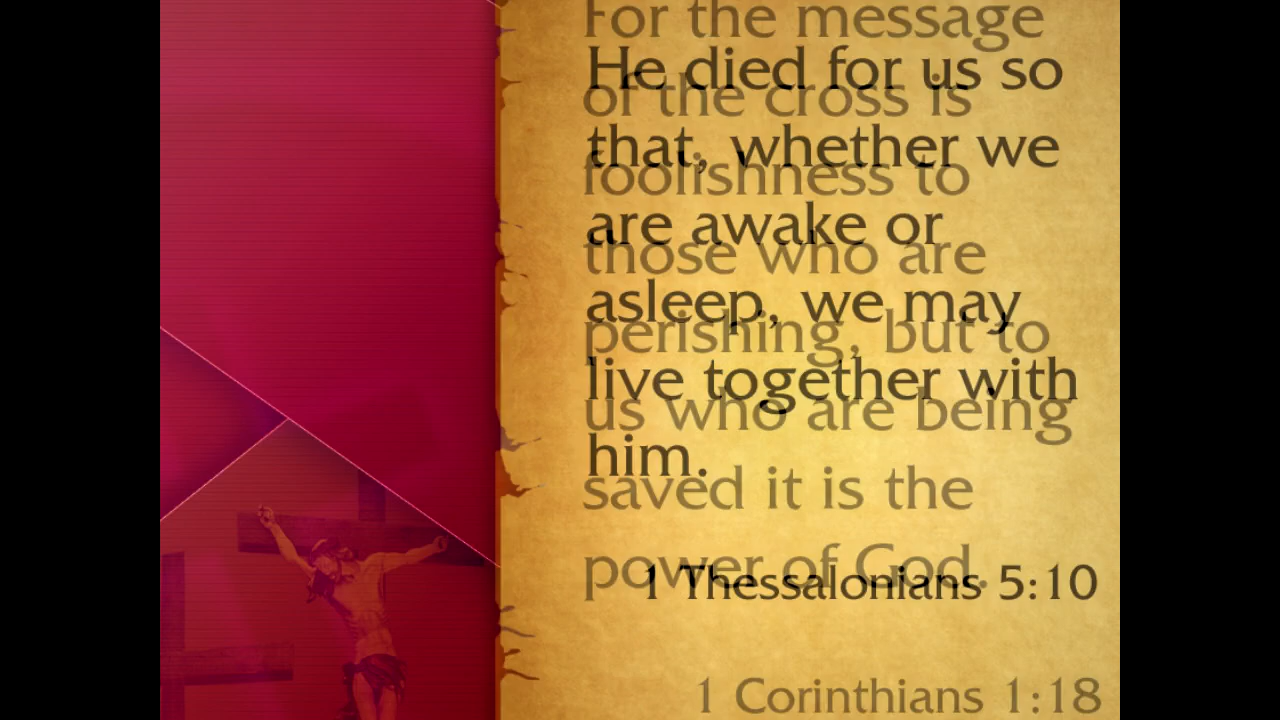 For the message
of the cross is
foolishness to
those who are
perishing, but to
us who are being
saved it is the
power of God.
1 Corinthians 1:18
He died for us so
that, whether we
are awake or
asleep, we may
live together with
him.
1 Thessalonians 5:10